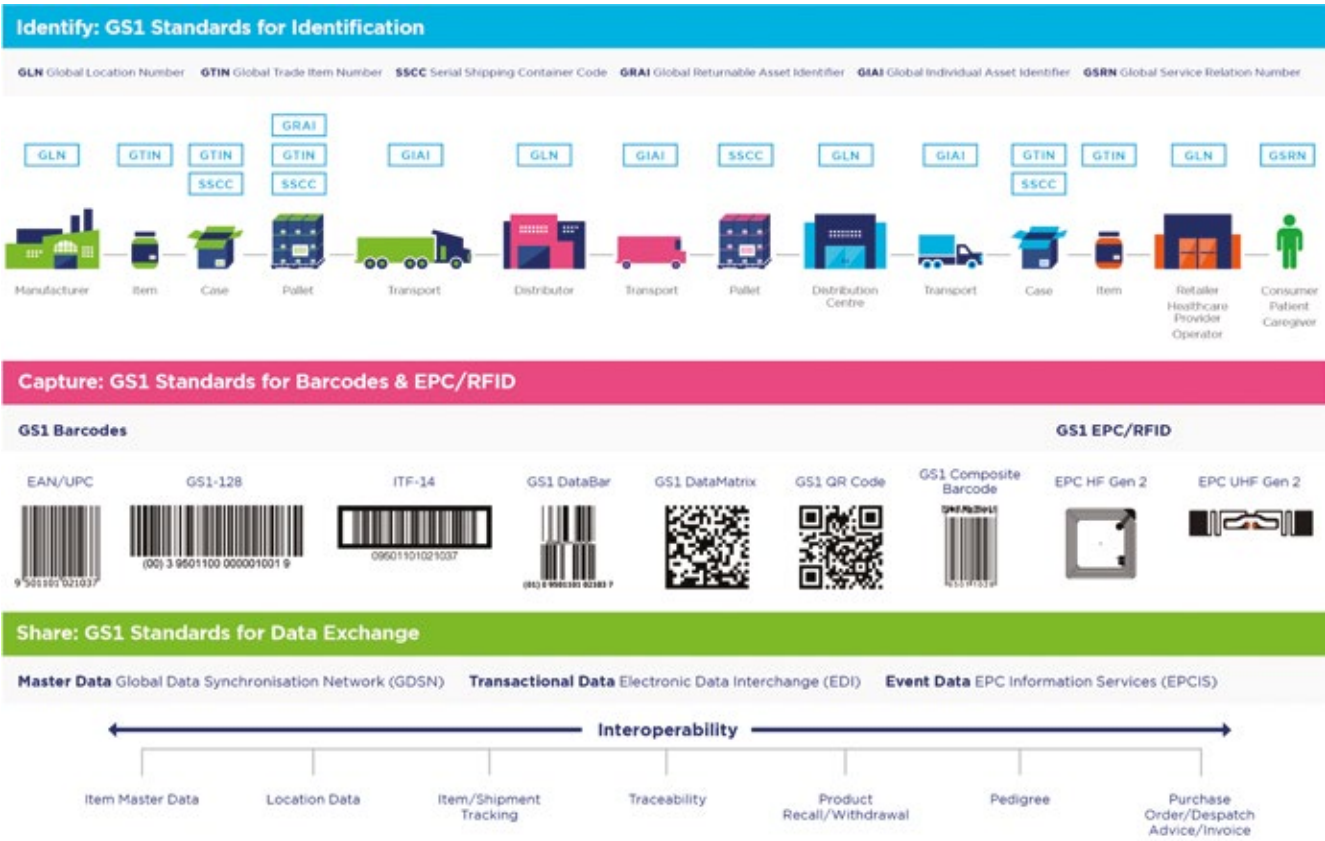 Identify: GS1 Standards for Identification
GLN Global Location Number GTIN Global Trade Item Number SSCC Serial Shipping Container Code GRAI Global Returnable Asset Identifier GIAI Global Individual Asset Identifier GSRN Global Service Relation Number
GRAI
GLN GTIN GTIN GTIN GIAI GLN GIAI SSCC GLN GIAI GTIN GTIN GLN GSRN
SSCC SSCC SSCC
Manufacturer Item Case Pallet Transport Distributor Transport Pallet Distribution Centre Transport Case Item Retailer Healthcare Provider Operator Consumer Patient Caregiver
Capture: GS1 Standards for Barcodes & EPC/RFID
GS1 Barcodes GS1 EPC/RFID
EAN/UPC GS1-128 ITF-14 GS1 DataBar GS1 DataMatrix GS1 QR Code GS1 Composite Barcode EPC HF Gen 2 EPC UHF Gen 2
9 501101 021037
(00) 3 9501100 000001001 9
09501101021037
(01) 0 9501101 02103 7
Share: GS1 Standards for Data Exchange
Master Data Global Data Synchronisation Network (GDSN) Transactional Data Electronic Data Interchange (EDI) Event Data EPC Information Services (EPCIS)
Interoperability
Item Master Data Location Data Item/Shipment Tracking Traceability Product Recall/Withdrawal Pedigree Purchase Order/Despatch Advice/Invoice